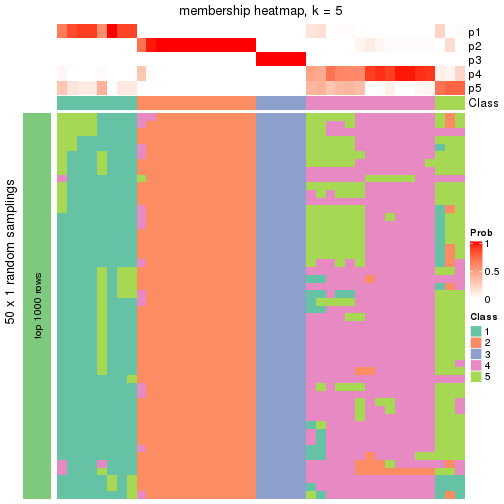 membership heatmap, k = 5
p1
p2
p3
p4
p5
Class
50 x 1 random samplings
top 1000 rows
Prob
1
0.5
0
Class
1
2
3
4
5